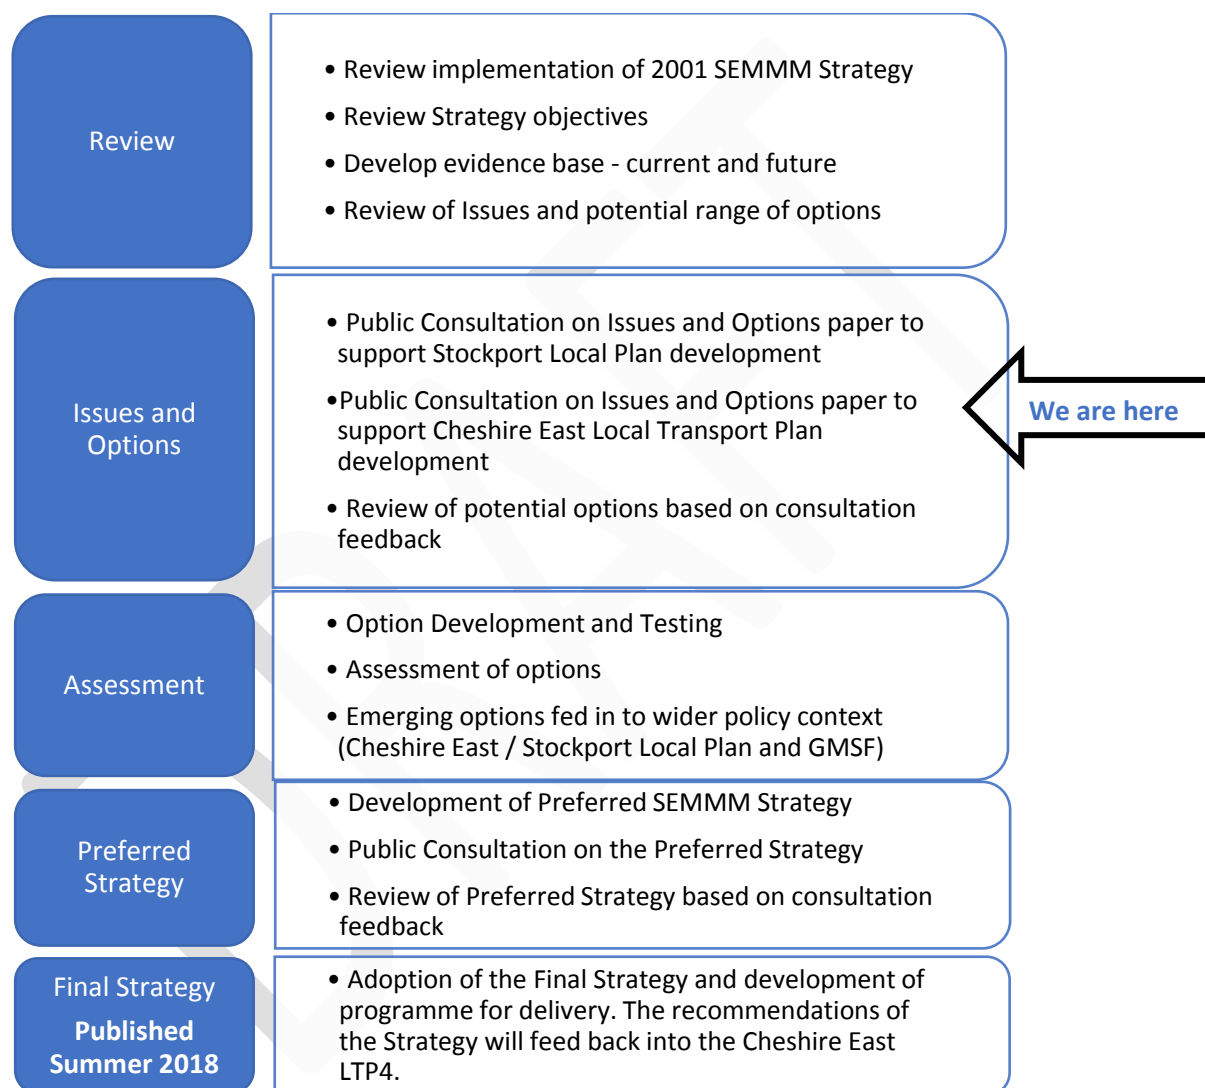 Review
• Review implementation of 2001 SEMMM Strategy
• Review Strategy objectives
• Develop evidence base - current and future
• Review of Issues and potential range of options
Issues and
Options
• Public Consultation on Issues and Options paper to
support Stockport Local Plan development
•Public Consultation on Issues and Options paper to
support Cheshire East Local Transport Plan
development
• Review of potential options based on consultation
feedback
We are here
Assessment
• Option Development and Testing
• Assessment of options
• Emerging options fed in to wider policy context
(Cheshire East / Stockport Local Plan and GMSF)
Preferred
Strategy
• Development of Preferred SEMMM Strategy
• Public Consultation on the Preferred Strategy
• Review of Preferred Strategy based on consultation
feedback
Final Strategy
Published
Summer 2018
• Adoption of the Final Strategy and development of
programme for delivery. The recommendations of
the Strategy will feed back into the Cheshire East
LTP4.
DRAFT